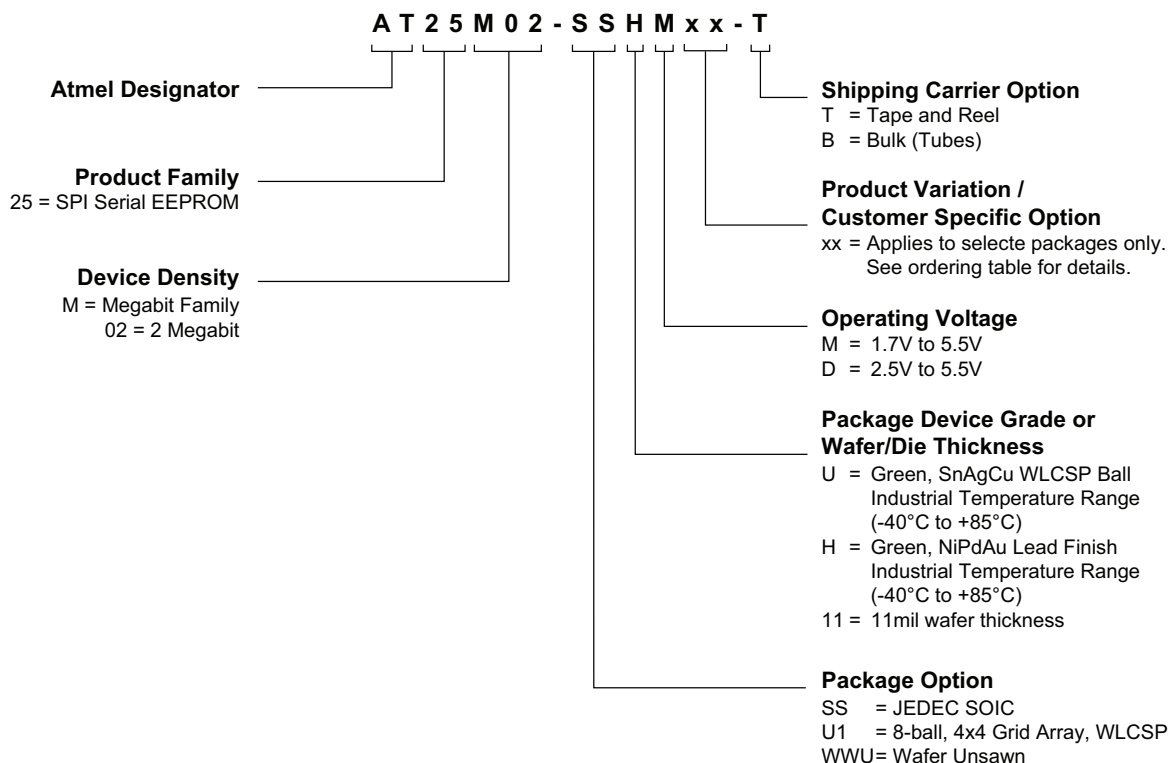 AT25M02-SSHMxx-T
Atmel Designator
Product Family
25 = SPI Serial EEPROM
Device Density
M = Megabit Family
02 = 2 Megabit
Shipping Carrier Option
T = Tape and Reel
B = Bulk (Tubes)
Product Variation /
Customer Specific Option
xx = Applies to selecte packages only.
See ordering table for details.
Operating Voltage
M = 1.7V to 5.5V
D = 2.5V to 5.5V
Package Device Grade or
Wafer/Die Thickness
U = Green, SnAgCu WLCSP Ball
Industrial Temperature Range
(-40°C to +85°C)
H = Green, NiPdAu Lead Finish
Industrial Temperature Range
(-40°C to +85°C)
11 = 11mil wafer thickness
Package Option
SS = JEDEC SOIC
U1 = 8-ball, 4x4 Grid Array, WLCSP
WWU= Wafer Unsawn